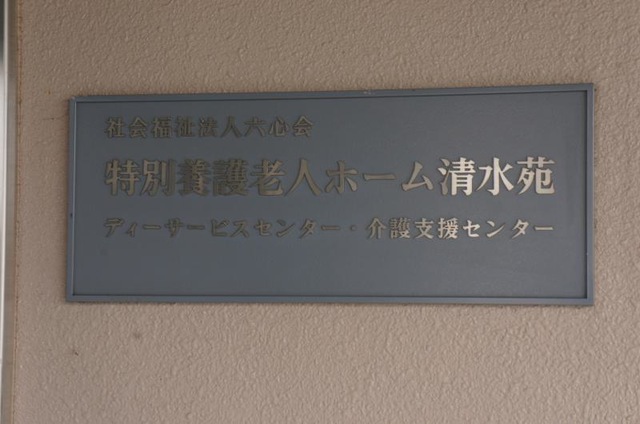 社会福祉法人六心会
特別養護老人ホーム清水苑
ディーサービスセンター・介護支援センター